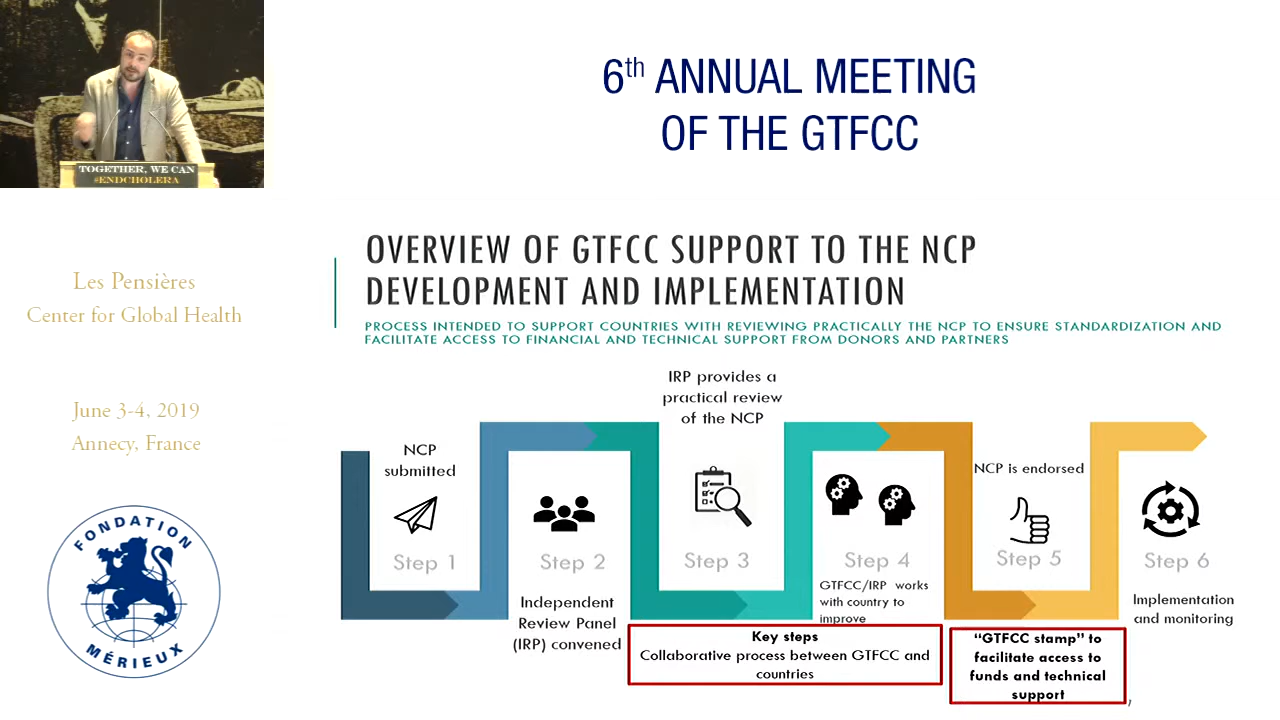 TOGETHER, WE CAN
#ENDCHOLERA
6th ANNUAL MEETING
OF THE GTFCC
Les Pensières
Center for Global Health
June 3-4, 2019
Annecy, France
FONDATION
MÉRIEUX
OVERVIEW OF GTFCC SUPPORT TO THE NCP
DEVELOPMENT AND IMPLEMENTATION
PROCESS INTENDED TO SUPPORT COUNTRIES WITH REVIEWING PRACTICALLY THE NCP TO ENSURE STANDARDIZATION AND
FACILITATE ACCESS TO FINANCIAL AND TECHNICAL SUPPORT FROM DONORS AND PARTNERS
NCP
submitted
Step 1
Step 2
Independent
Review Panel
(IRP) convened
IRP provides a
practical review
of the NCP
Step 3
Step 4
GTFCC/IRP works
with country to
improve
Key steps
Collaborative process between GTFCC and
countries
NCP is endorsed
Step 5
“GTFCC stamp” to
facilitate access to
funds and technical
support
,
Step 6
Implementation
and monitoring